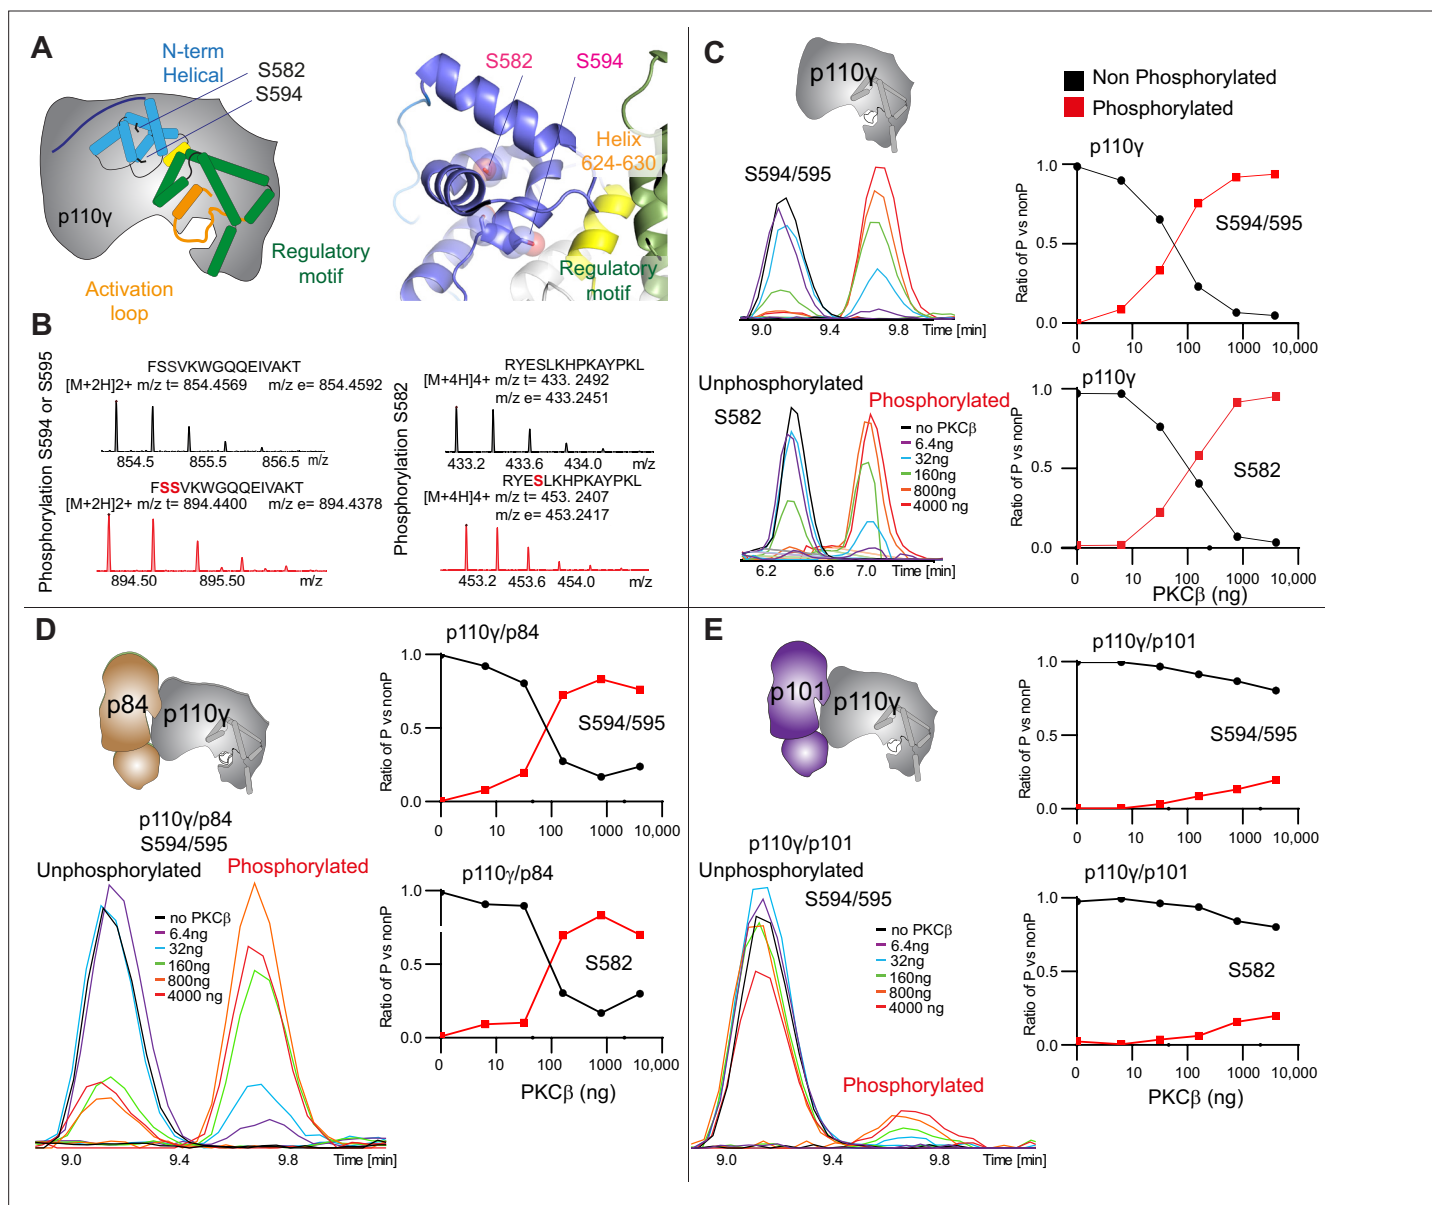 A
N-term
Helical
S582
S594
p110γ
Regulatory
motif
Activation
loop
S582
S594
Helix
624-630
Regulatory
motif
B
Phosphorylation S594 or S595
FSSVKWGQQEIVAKT
[M+2H]2+ m/z t= 854.4569 m/z e= 854.4592
854.5 855.5 856.5 m/z
FSSVKWGQQEIVAKT
[M+2H]2+ m/z t= 894.4400 m/z e= 894.4378
894.50 895.50 m/z
Phosphorylation S582
RYESLKHPKAYPKL
[M+4H]4+ m/z t= 433. 2492
m/z e= 433.2451
433.2 433.6 434.0 m/z
RYESLKHPKAYPKL
[M+4H]4+ m/z t= 453.2407
m/z e= 453.2417
453.2 453.6 454.0 m/z
C
p110γ
Non Phosphorylated
Phosphorylated
S594/595
9.0 9.4 9.8 Time [min]
p110γ
Ratio of P vs nonP
1.0
0.5
0.0
S594/595
0 10 100 1000 10,000
Unphosphorylated
S582
Phosphorylated
no PKCβ
6.4ng
32ng
160ng
800ng
4000 ng
6.2 6.6 7.0 Time [min]
p110γ
Ratio of P vs nonP
1.0
0.5
0.0
S582
0 10 100 1000 10,000
PKCβ (ng)
D
p84
p110γ
p110γ/p84
S594/595
Unphosphorylated
Phosphorylated
no PKCβ
6.4ng
32ng
160ng
800ng
4000 ng
9.0 9.4 9.8 Time [min]
p110γ/p84
Ratio of P vs nonP
1.0
0.5
0.0
S594/595
0 10 100 1000 10,000
p110γ/p84
Ratio of P vs nonP
1.0
0.5
0.0
S582
0 10 100 1000 10,000
PKCβ (ng)
E
p101
p110γ
p110γ/p101
Unphosphorylated
S594/595
no PKCβ
6.4ng
32ng
160ng
800ng
4000 ng
Phosphorylated
9.0 9.4 9.8 Time [min]
p110γ/p101
Ratio of P vs nonP
1.0
0.5
0.0
S594/595
0 10 100 1000 10,000
p110γ/p101
Ratio of P vs nonP
1.0
0.5
0.0
S582
0 10 100 1000 10,000
PKCβ (ng)